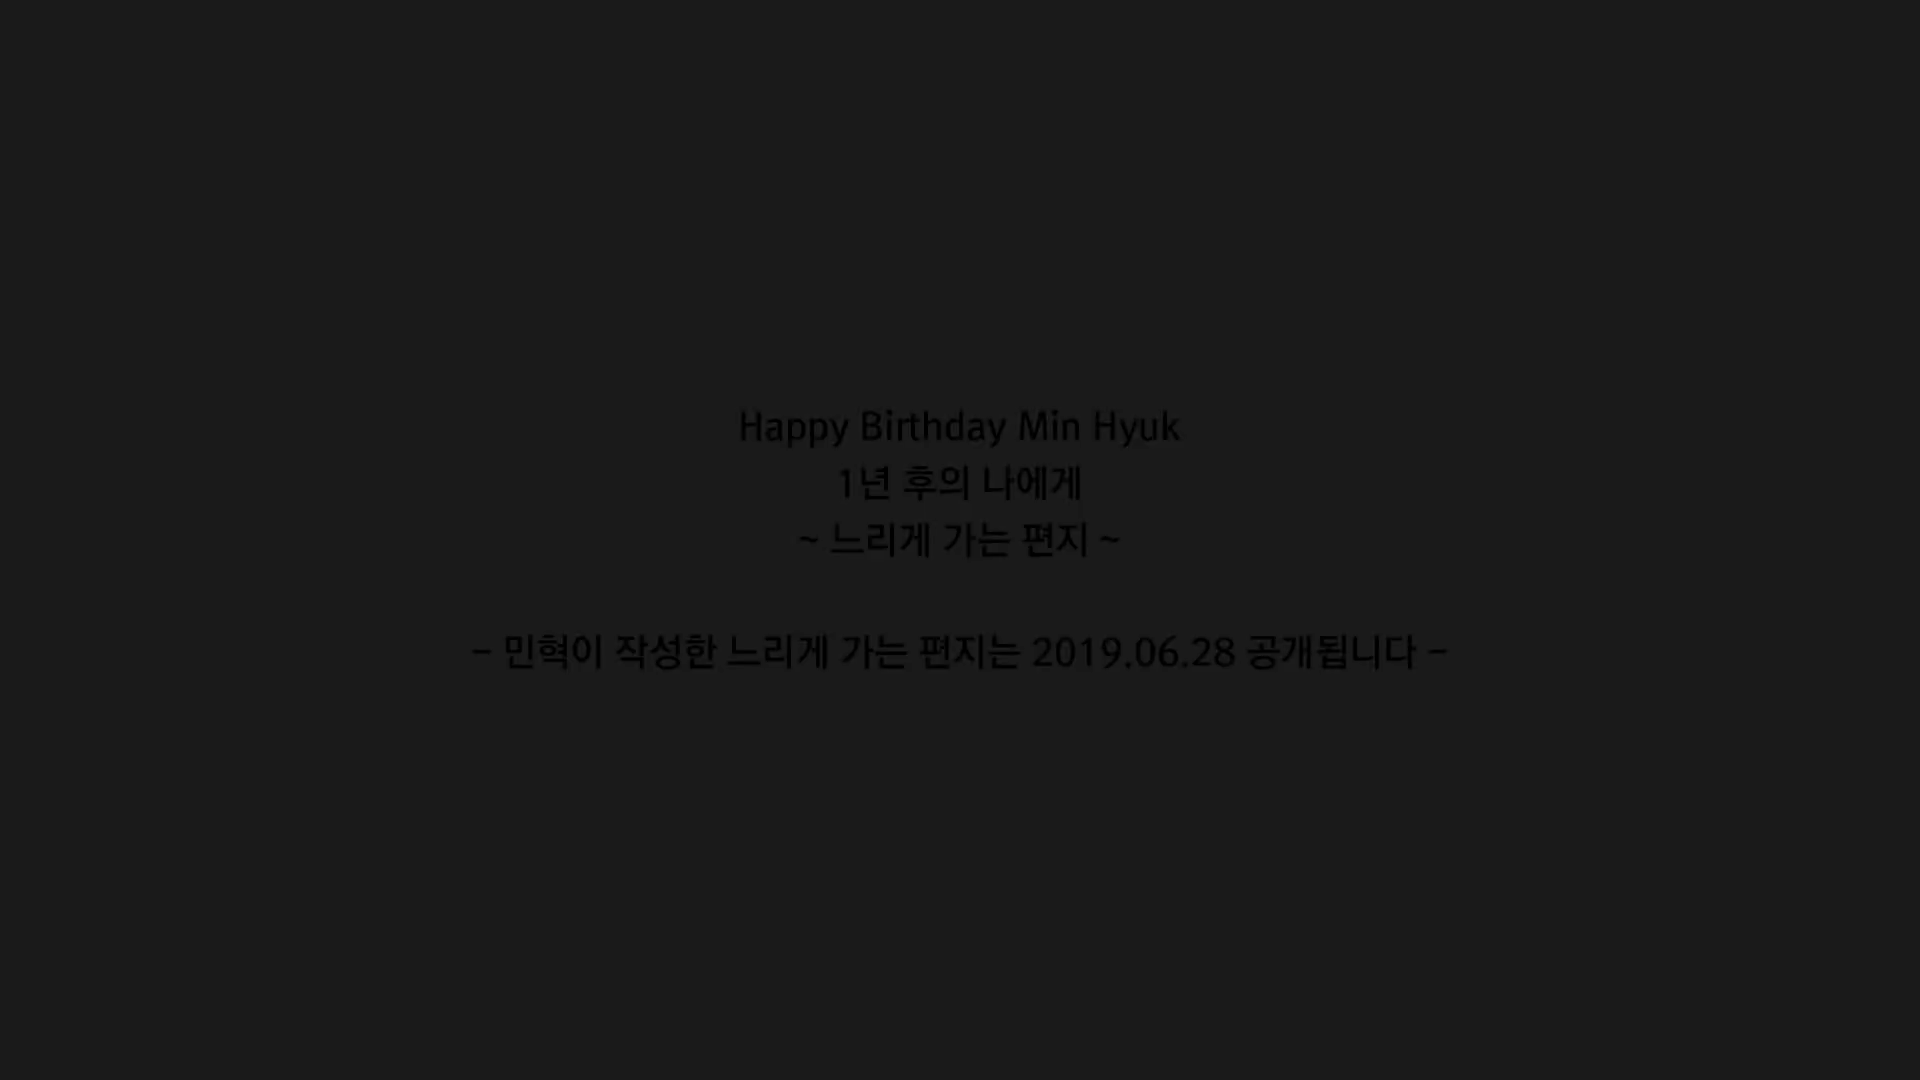 Happy Birthday Min Hyuk
1년 후의 나에게
~ 느리게 가는 편지 ~
- 민혁이 작성한 느리게 가는 편지는 2019.06.28 공개됩니다 -